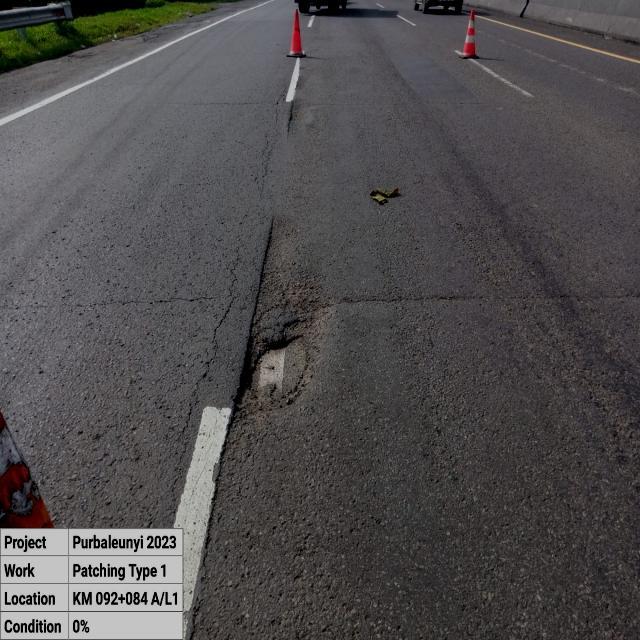 Project Purbaleunyi 2023
Work Patching Type 1
Location KM 092+084 A/L1
Condition 0%